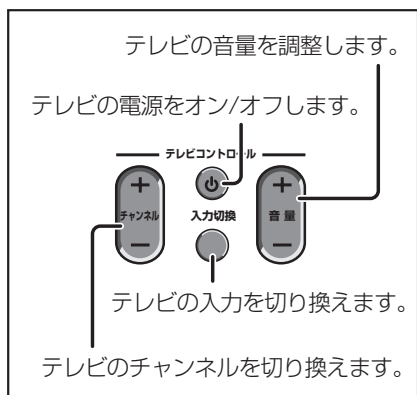 テレビの音量を調整します。
テレビの電源をオン/オフします。
テレビコントロール
+
+
チャンネル
入力切換
音量
−
−
テレビの入力を切り換えます。
テレビのチャンネルを切り換えます。